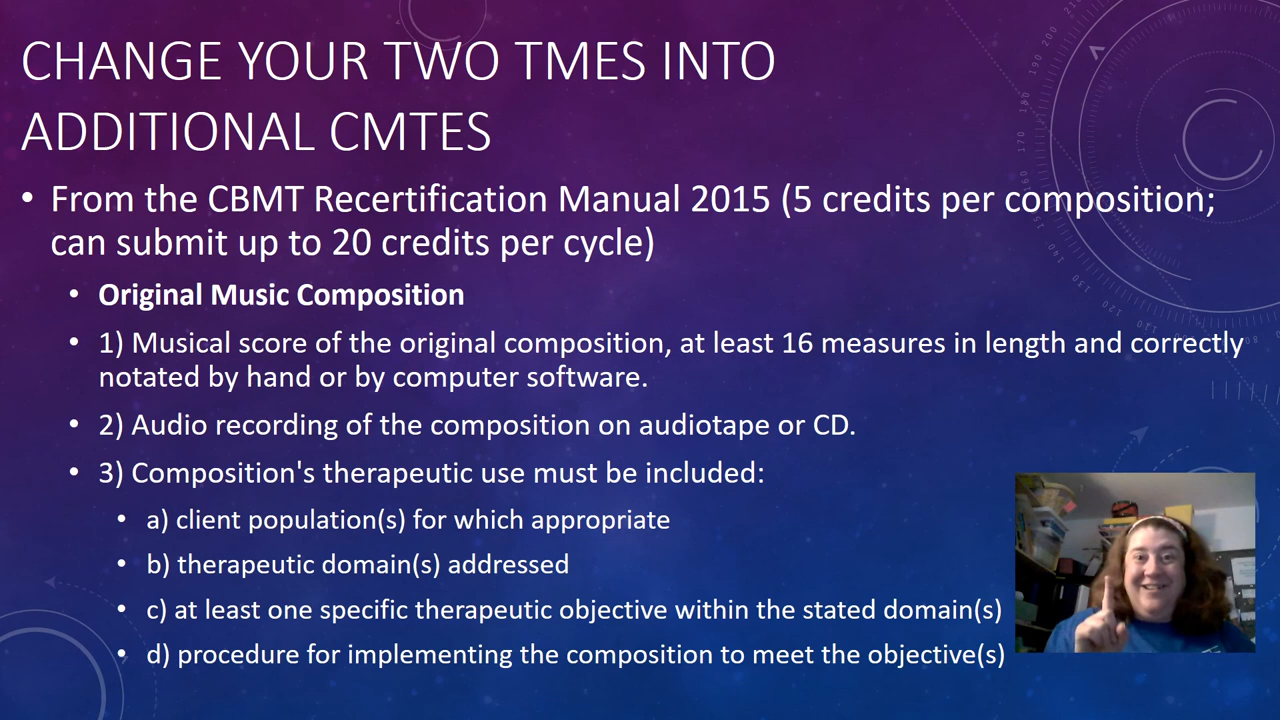 CHANGE YOUR TWO TMES INTO
ADDITIONAL CMTES
• From the CBMT Recertification Manual 2015 (5 credits per composition;
can submit up to 20 credits per cycle)
• Original Music Composition
• 1) Musical score of the original composition, at least 16 measures in length and correctly
notated by hand or by computer software.
• 2) Audio recording of the composition on audiotape or CD.
• 3) Composition's therapeutic use must be included:
• a) client population(s) for which appropriate
• b) therapeutic domain(s) addressed
• c) at least one specific therapeutic objective within the stated domain(s)
• d) procedure for implementing the composition to meet the objective(s)